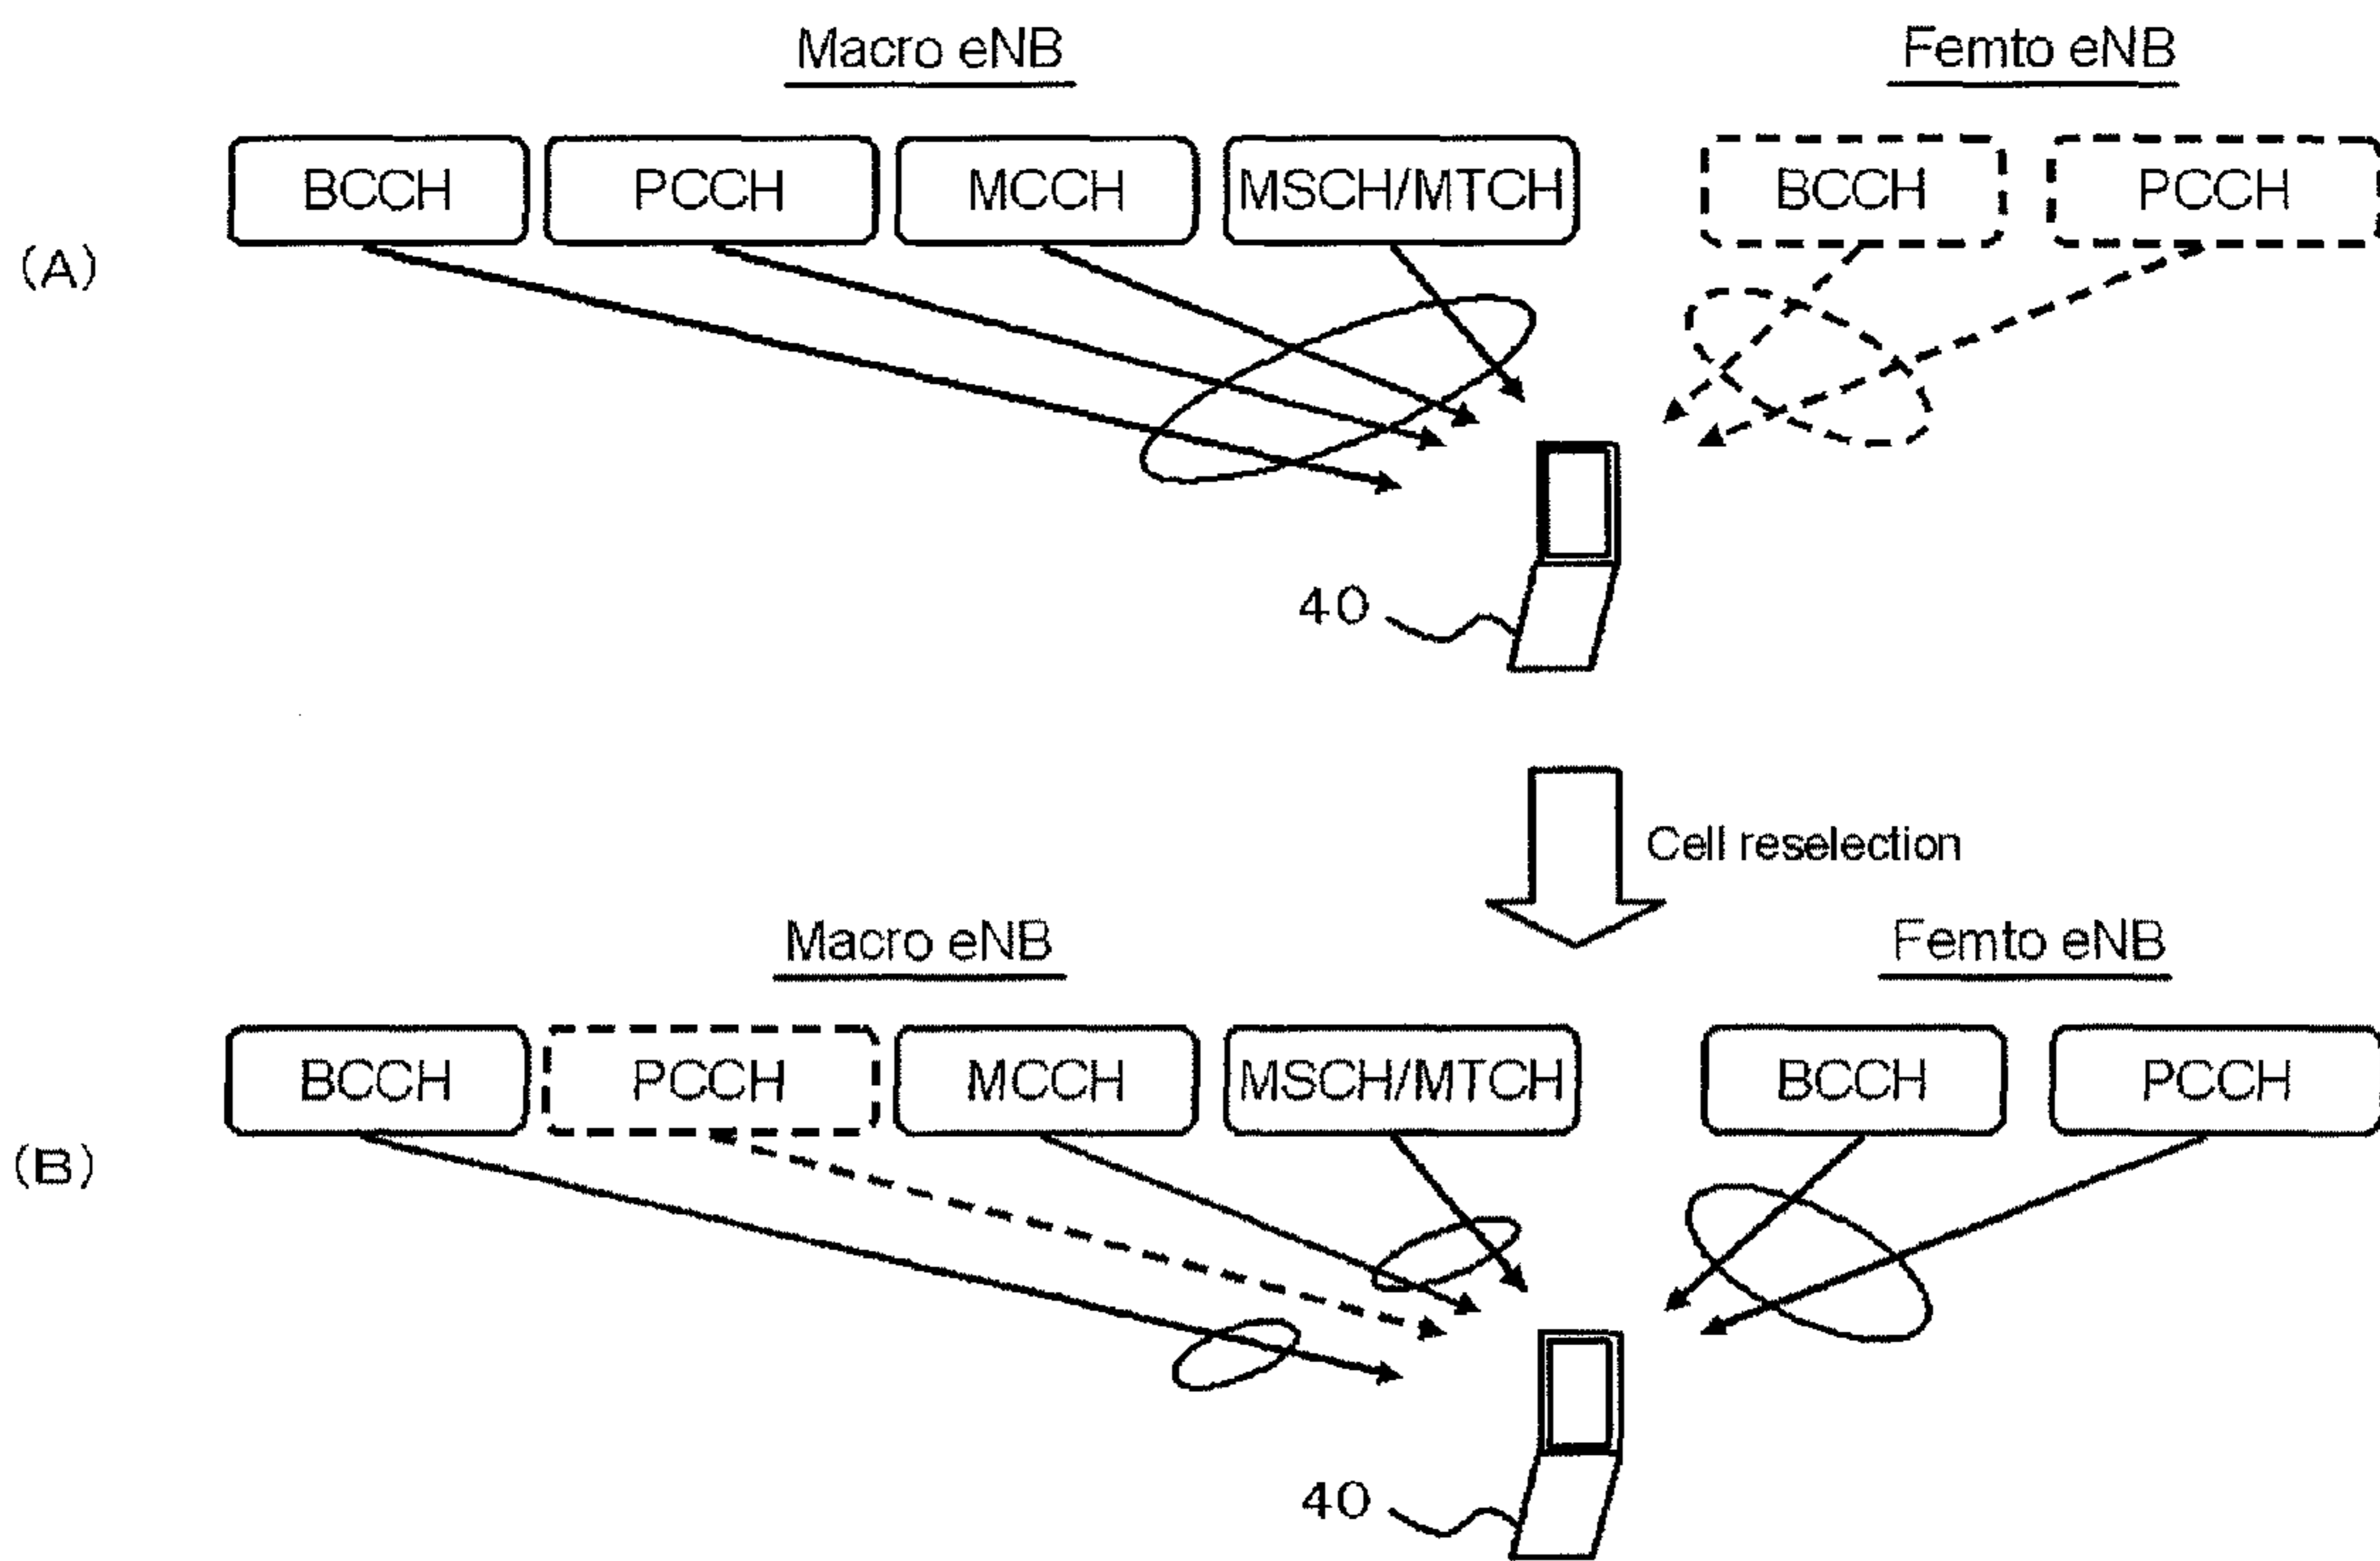 Macro eNB Femto eNB
BCCH PCCH MCCH MSCH/MTCH BCCH PCCH
(A)
40
Cell reselection
Macro eNB Femto eNB
BCCH PCCH MCCH MSCH/MTCH BCCH PCCH
(B)
40